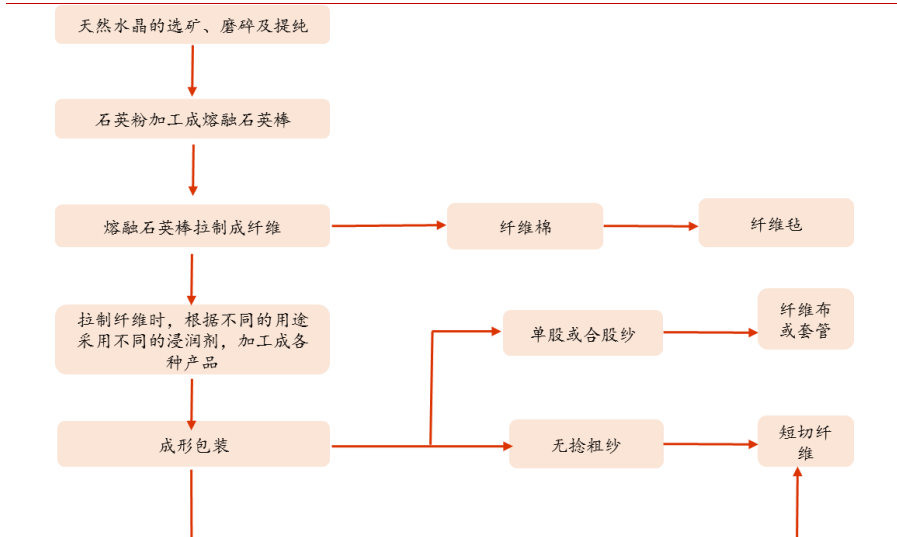 天然水晶的选矿、磨碎及提纯
石英粉加工成熔融石英棒
熔融石英棒拉制成纤维
纤维棉
纤维毡
拉制纤维时，根据不同的用途
采用不同的浸润剂，加工成各
种产品
单股或合股纱
纤维布
或套管
成形包装
无捻粗纱
短切纤
维